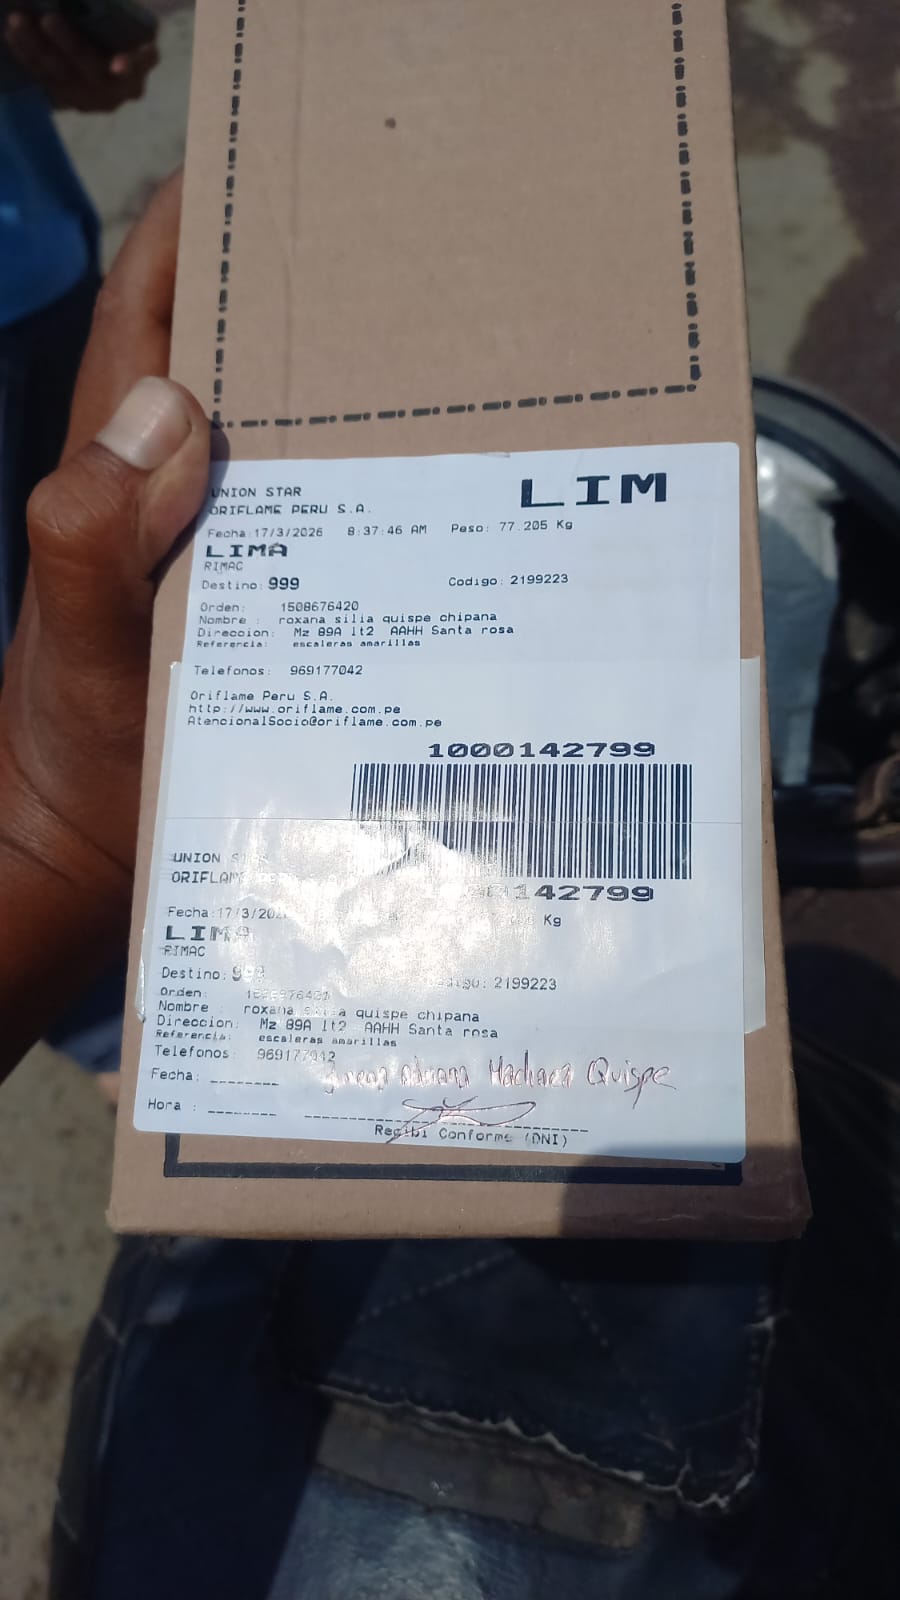 UNION STAR
LIM
ORIFLAME PERU S.A.
Fecha:17/3/2026 8:37:46 AM Peso: 77.205 Kg
LIMA
RIMAC
Destino: 999 Codigo: 2199223
Orden: 1508676420
Nombre : roxana silia quispe chipana
Direccion: Mz 89A lt2 AAHH Santa rosa
Referencia: escaleras amarillas
Telefonos: 969177042
Oriflame Peru S.A.
http://www.oriflame.com.pe
AtencionalSocio@oriflame.com.pe
1000142799
UNION
ORIFLAME
142799
Fecha:17/3/202 Kg
LIMA
RIMAC
Destino: 2199223
Orden:
Nombre : roxana silia quispe chipana
Direccion: Mz 89A lt2 AAHH Santa rosa
Referencia: escaleras amarillas
Telefonos: 969177042
Fecha: Quispe
Hora :
Recibi Conforme (DNI)